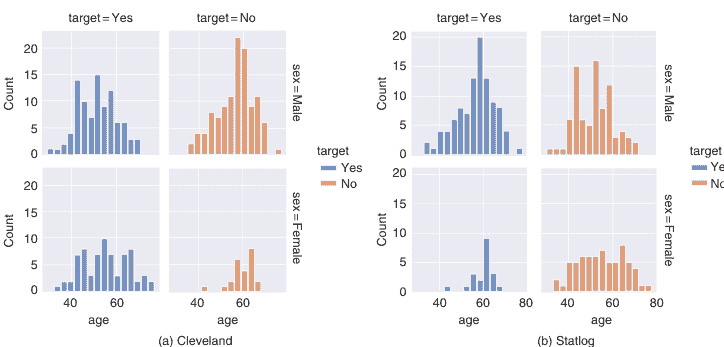 target = Yes target = No
20
15
10
5
0
Count
sex = Male
20
15
10
5
0
Count
sex = Female
40 60 40 60
age age
target
Yes
No
(a) Cleveland
target = Yes target = No
20
15
10
5
0
Count
sex = Male
20
15
10
5
0
Count
sex = Female
40 60 80 40 60 80
age age
target
Ye
No
(b) Statlog